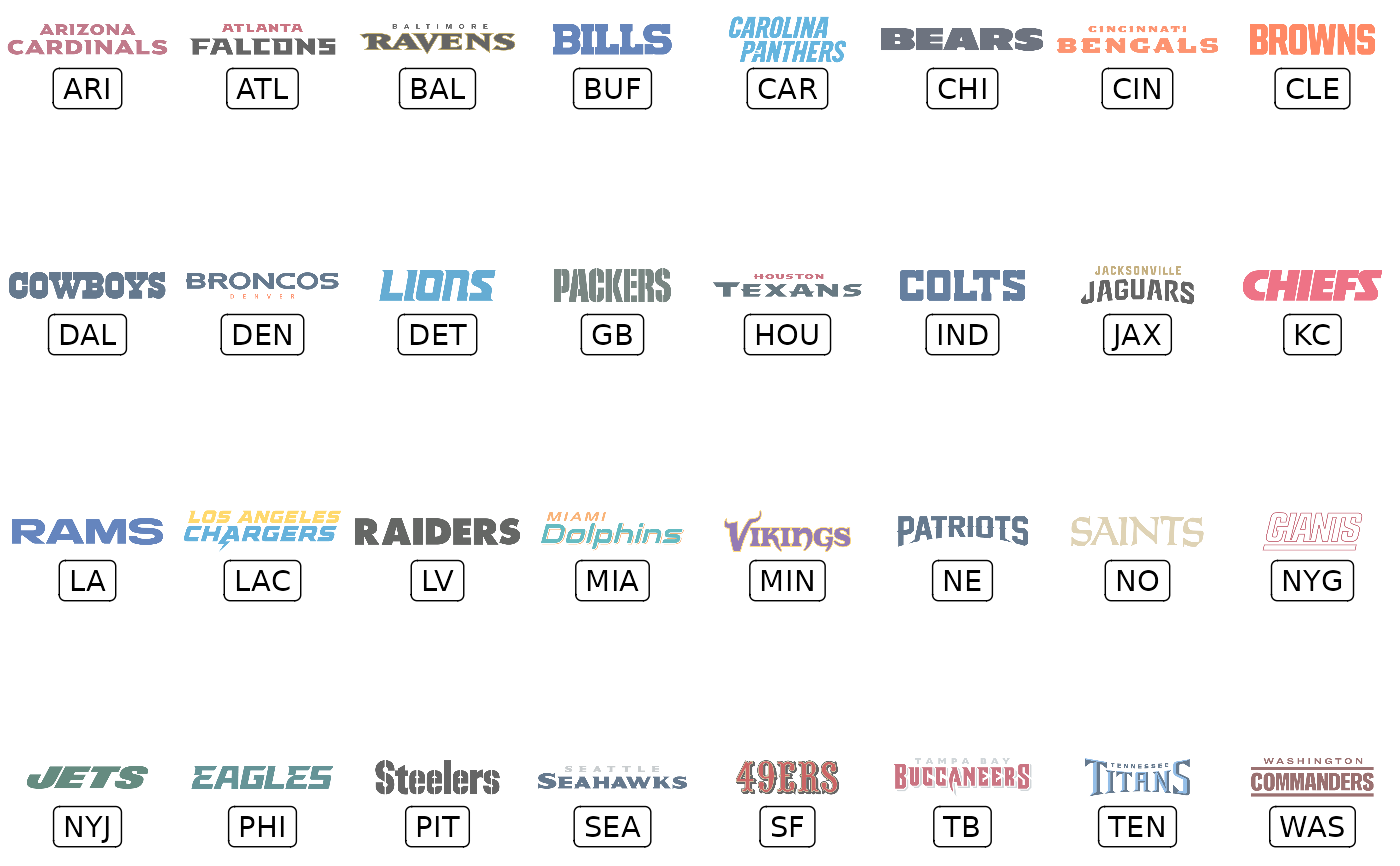 ARIZONA
CARDINALS
ARI
ATLANTA
FALCONS
ATL
BALTIMORE
RAVENS
BAL
BILLS
BUF
CAROLINA
PANTHERS
CAR
BEARS
CHI
CINCINNATI
BENGALS
CIN
BROWNS
CLE
COWBOYS
DAL
BRONCOS
DENVER
DEN
LIONS
DET
PACKERS
GB
HOUSTON
TEXANS
HOU
COLTS
IND
JACKSONVILLE
JAGUARS
JAX
CHIEFS
KC
RAMS
LA
LOS ANGELES
CHARGERS
LAC
RAIDERS
LV
MIAMI
Dolphins
MIA
VIKINGS
MIN
PATRIOTS
NE
SAINTS
NO
GIANTS
NYG
JETS
NYJ
EAGLES
PHI
Steelers
PIT
SEATTLE
SEAHAWKS
SEA
49ERS
SF
TAMPA BAY
BUCCANEERS
TB
TENNESSEE
TITANS
TEN
WASHINGTON
COMMANDERS
WAS